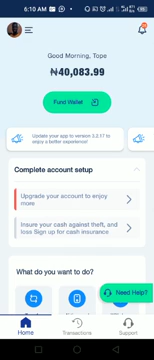 6:10 AM
58%
Good Morning, Tope
₦40,083.99
Fund Wallet
Update your app to version 3.2.17 to
enjoy a better experience!
Complete account setup
Upgrade your account to enjoy
more
Insure your cash against theft, and
loss Sign up for cash insurance
What do you want to do?
Need Help?
Home
Transactions
Support